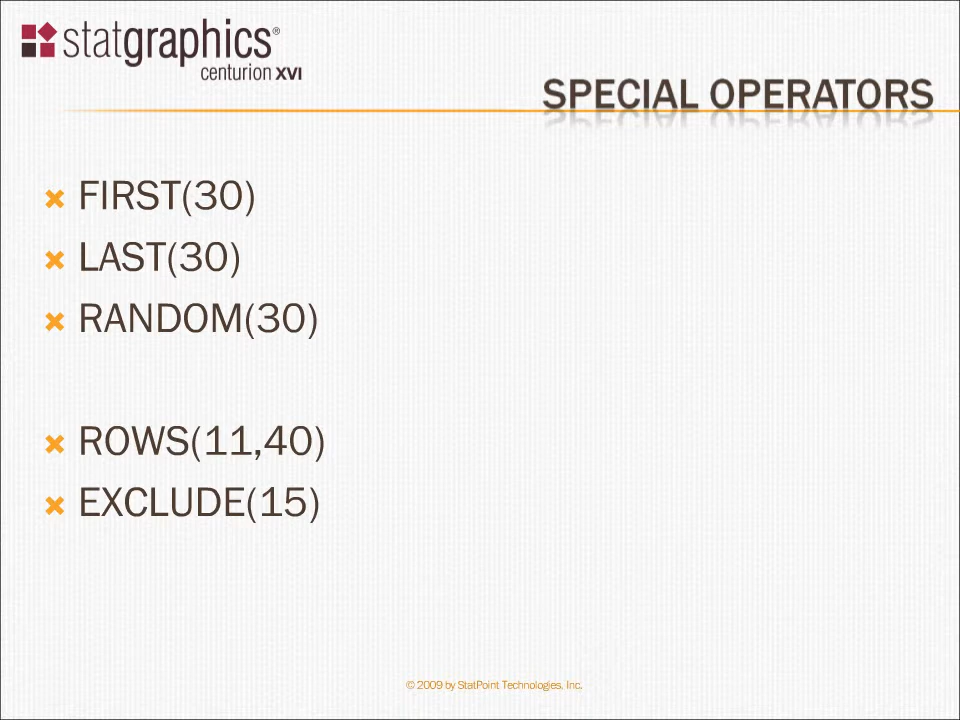 statgraphics®
centurion XVI
SPECIAL OPERATORS
FIRST(30)
LAST(30)
RANDOM(30)
ROWS(11,40)
EXCLUDE(15)
© 2009 by StatPoint Technologies, Inc.